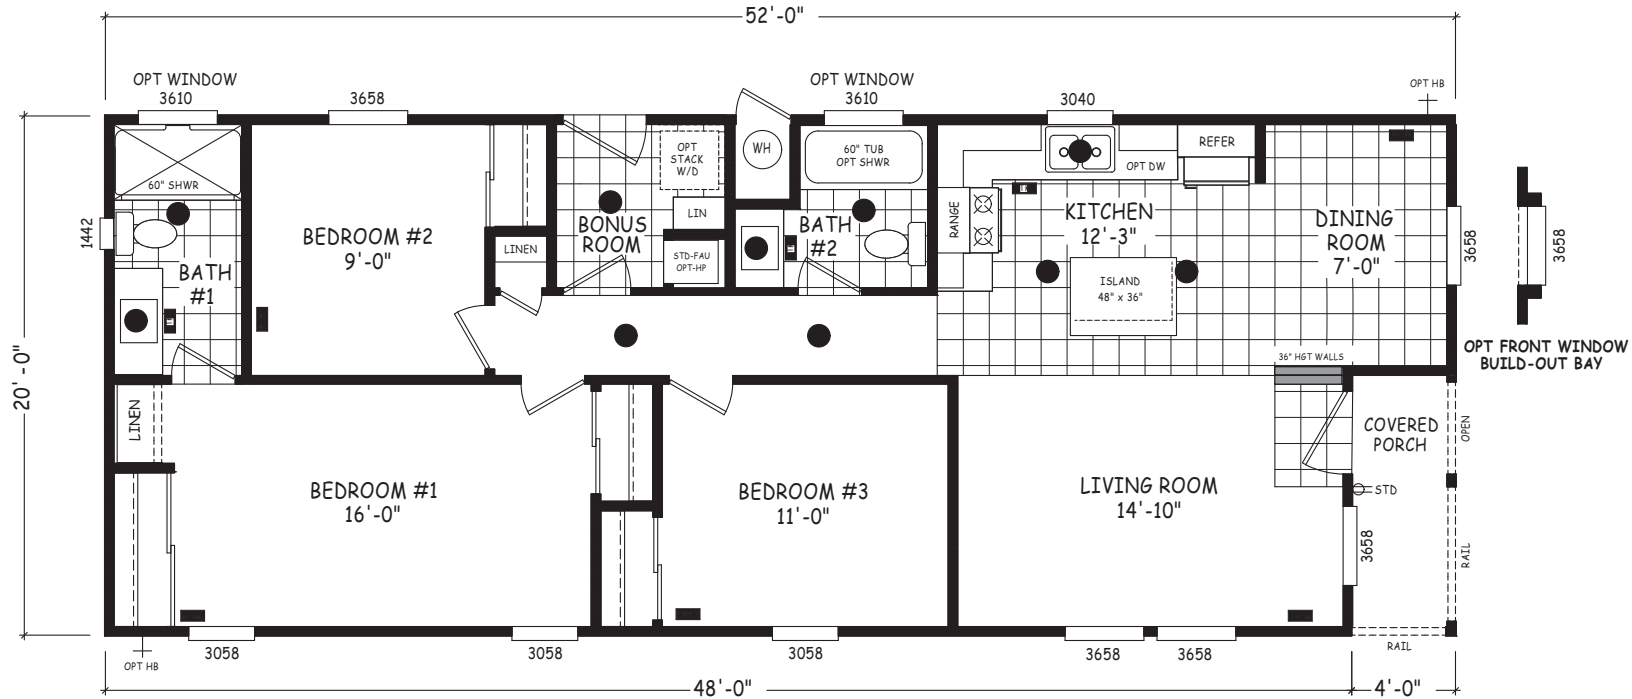 52'-0"
OPT WINDOW
3610
3658
OPT WINDOW
3610
3040
OPT HB
60" SHWR
1442
BATH
#1
BEDROOM #2
9'-0"
LINEN
OPT
STACK
W/D
LIN
BONUS
ROOM
STD-FAU
OPT-HP
WH
60" TUB
OPT SHWR
BATH
#2
RANGE
OPT DW
REFER
KITCHEN
12'-3"
ISLAND
48" x 36"
DINING
ROOM
7'-0"
3658
3658
OPT FRONT WINDOW
BUILD-OUT BAY
36" HGT WALLS
20'-0"
LINEN
BEDROOM #1
16'-0"
BEDROOM #3
11'-0"
LIVING ROOM
14'-10"
COVERED
PORCH
OPEN
STD
3658
RAIL
RAIL
OPT HB
3058
3058
3058
3658
3658
48'-0"
4'-0"